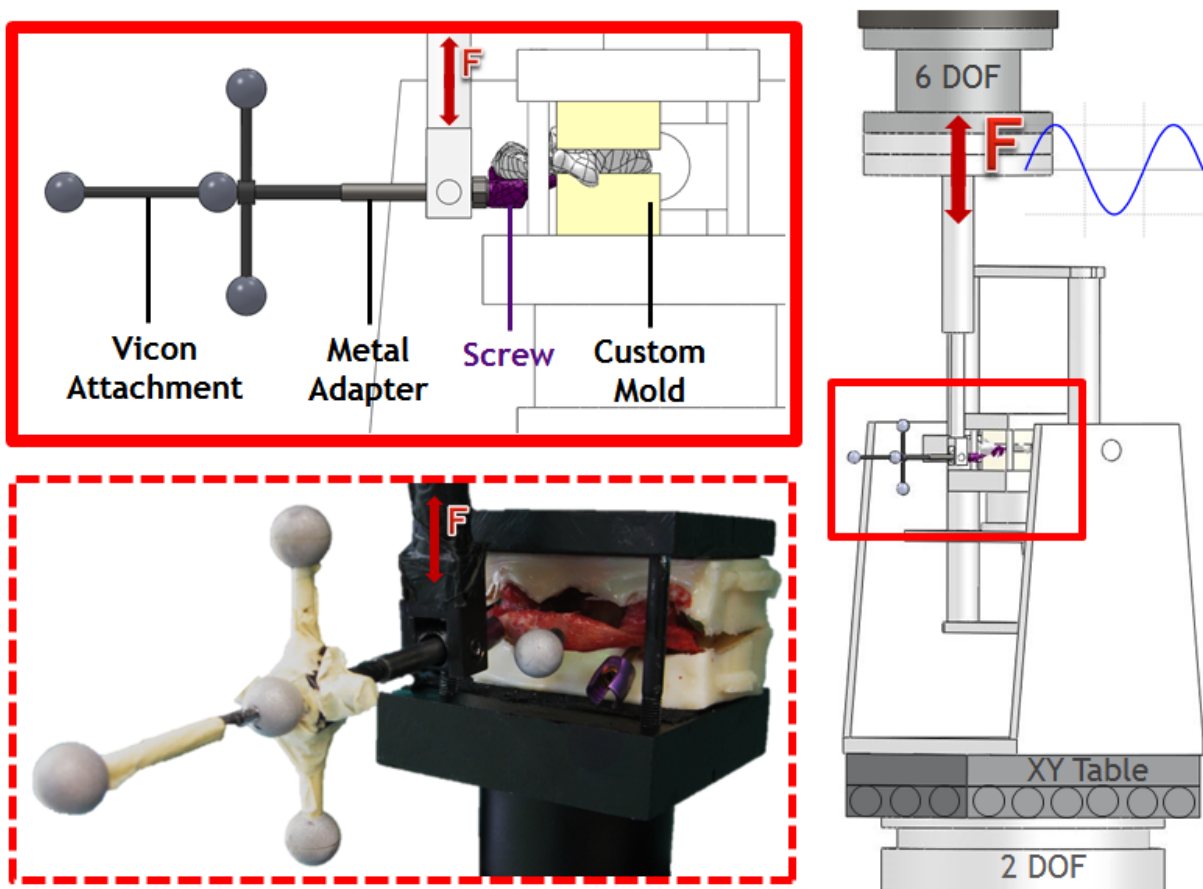 F
Vicon
Attachment
Metal
Adapter
Screw
Custom
Mold
F
6 DOF
F
XY Table
2 DOF